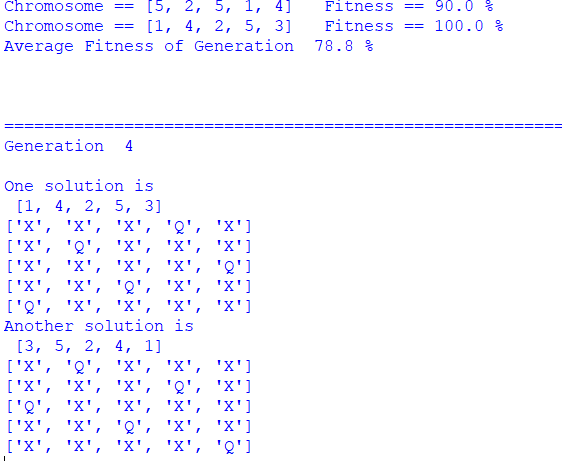 Chromosome == [5, 2, 5, 1, 4]   Fitness == 90.0 %
Chromosome == [1, 4, 2, 5, 3]   Fitness == 100.0 %
Average Fitness of Generation  78.8 %
========================================================
Generation  4
One solution is
 [1, 4, 2, 5, 3]
['X', 'X', 'X', 'Q', 'X']
['X', 'Q', 'X', 'X', 'X']
['X', 'X', 'X', 'X', 'Q']
['X', 'X', 'Q', 'X', 'X']
['Q', 'X', 'X', 'X', 'X']
Another solution is
 [3, 5, 2, 4, 1]
['X', 'Q', 'X', 'X', 'X']
['X', 'X', 'X', 'Q', 'X']
['Q', 'X', 'X', 'X', 'X']
['X', 'X', 'Q', 'X', 'X']
['X', 'X', 'X', 'X', 'Q']